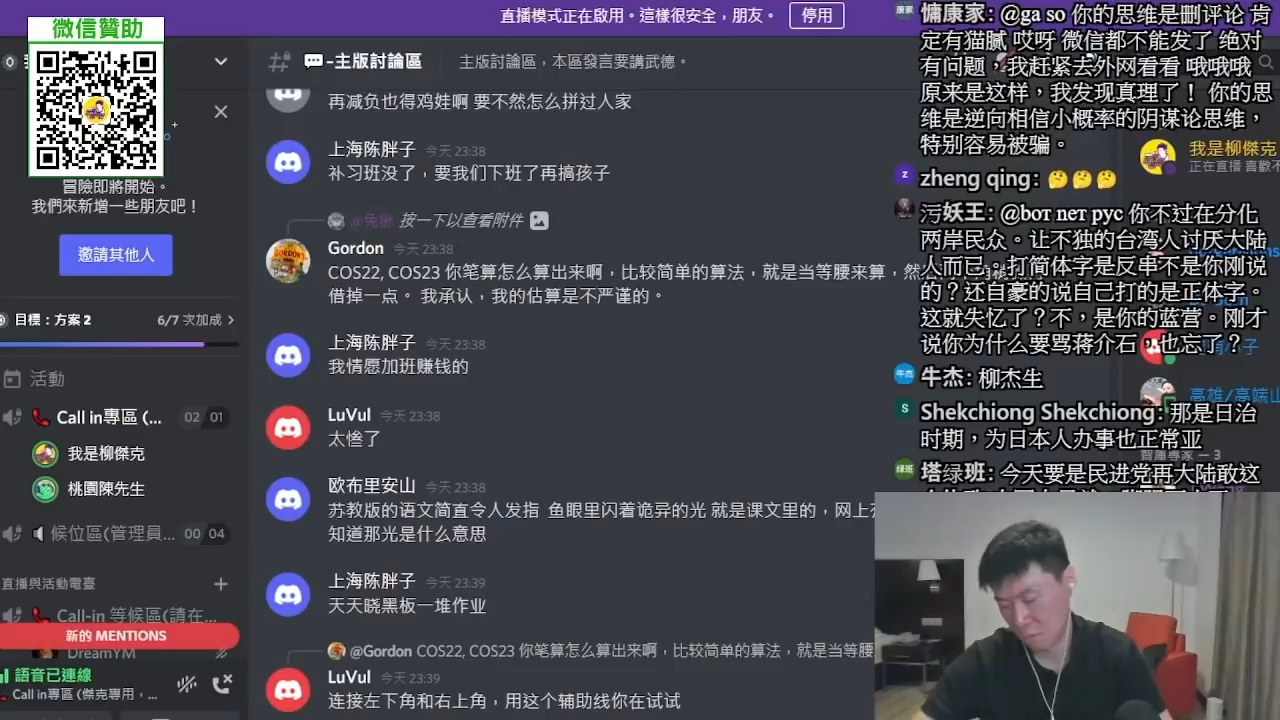 直播模式正在啟用。這樣很安全，朋友。
停用
微信贊助
冒險即將開始。
我們來新增一些朋友吧！
邀請其他人
目標：方案 2
6/7 次加成
活動
Call in專區 (...
02 01
我是柳傑克
桃園陳先生
候位區(管理員...
00 04
直播與活動電臺
Call-in 等候區(請在...
新的 MENTIONS
DreamYM
語音已連線
Call in專區 (傑克專用，...
-主版討論區
主版討論區，本區發言要講武德。
再减负也得鸡娃啊 要不然怎么拼过人家
上海陈胖子 今天 23:38
补习班没了，要我们下班了再搞孩子
按一下以查看附件
Gordon 今天 23:38
COS22, COS23 你笔算怎么算出来啊，比较简单的算法，就是当等腰来算，然
借掉一点。 我承认，我的估算是不严谨的。
上海陈胖子 今天 23:38
我情愿加班赚钱的
LuVul 今天 23:38
太惨了
欧布里安山 今天 23:38
苏教版的语文简直令人发指 鱼眼里闪着诡异的光 就是课文里的，网上
知道那光是什么意思
上海陈胖子 今天 23:39
天天晓黑板一堆作业
@Gordon COS22, COS23 你笔算怎么算出来啊，比较简单的算法，就是当等腰
LuVul 今天 23:39
连接左下角和右上角，用这个辅助线你在试试
慵康家: @ga so 你的思维是删评论 肯
定有猫腻 哎呀 微信都不能发了 绝对
有问题，我赶紧去外网看看 哦哦哦
原来是这样，我发现真理了！ 你的思
维是逆向相信小概率的阴谋论思维，
特别容易被骗。
zheng qing: 🤔🤔🤔
污妖王: @bот nет рус 你不过在分化
两岸民众。让不独的台湾人讨厌大陆
人而已。打简体字是反串不是你刚说
的？还自豪的说自己打的是正体字。
这就失忆了？不，是你的蓝营。刚才
说你为什么要骂蒋介石，也忘了？
牛杰: 柳杰生
Shekchiong Shekchiong: 那是日治
时期，为日本人办事也正常亚
塔绿班: 今天要是民进党再大陆敢这
我是柳傑克
正在直播 喜歡不
高雄/高端山
智庫專家 — 3